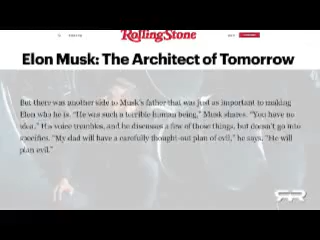 RollingStone
Elon Musk: The Architect of Tomorrow
But there was another side to Musk's father that was just as important to making
Elon who he is. "He was such a terrible human being," Musk shares. "You have no
idea." His voice trembles, and he discusses a few of those things, but doesn't go into
specifics. "My dad will have a carefully thought-out plan of evil," he says. "He will
plan evil."